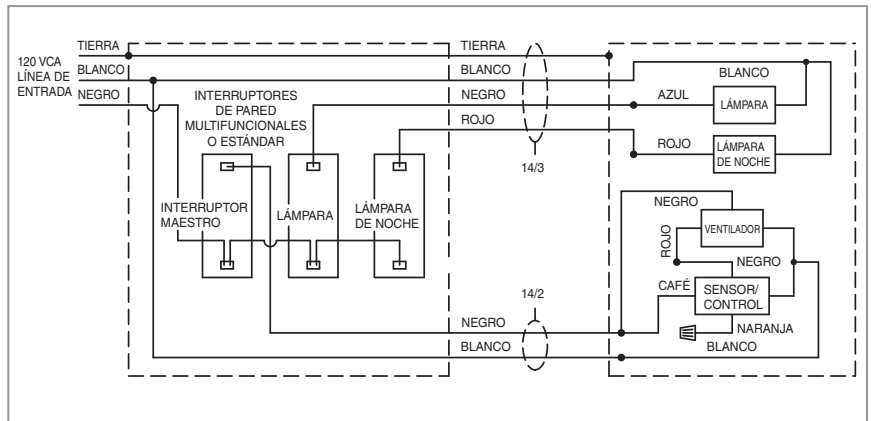 120 VCA
LÍNEA DE
ENTRADA
TIERRA
BLANCO
NEGRO
INTERRUPTORES
DE PARED
MULTIFUNCIONALES
O ESTÁNDAR
INTERRUPTOR
MAESTRO
LÁMPARA
LÁMPARA
DE NOCHE
TIERRA
BLANCO
NEGRO
ROJO
14/3
14/2
NEGRO
BLANCO
BLANCO
AZUL
LÁMPARA
ROJO
LÁMPARA
DE NOCHE
NEGRO
VENTILADOR
ROJO
NEGRO
CAFÉ
SENSOR/
CONTROL
NARANJA
BLANCO